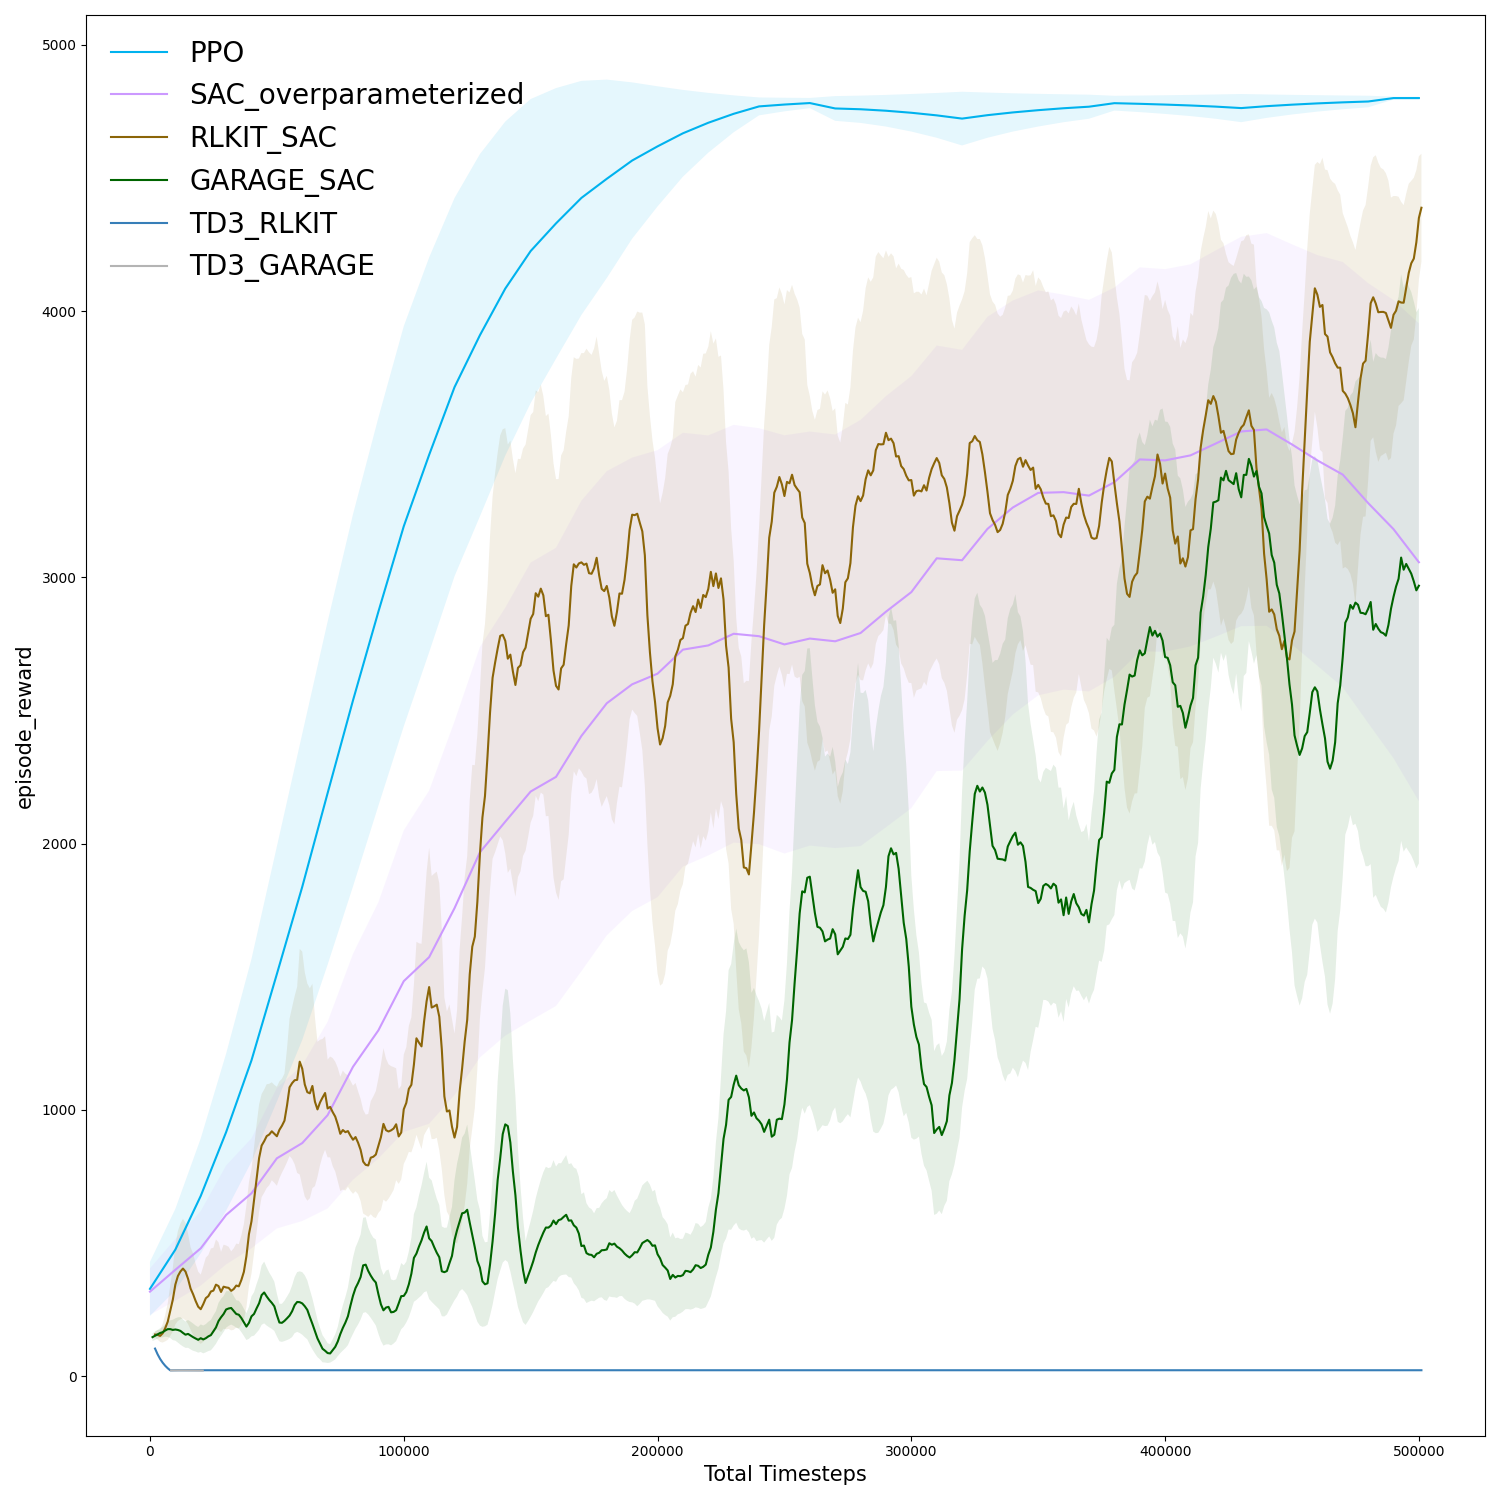 5000
4000
3000
2000
1000
0
episode_reward
PPO
SAC_overparameterized
RLKIT_SAC
GARAGE_SAC
TD3_RLKIT
TD3_GARAGE
0 100000 200000 300000 400000 500000
Total Timesteps